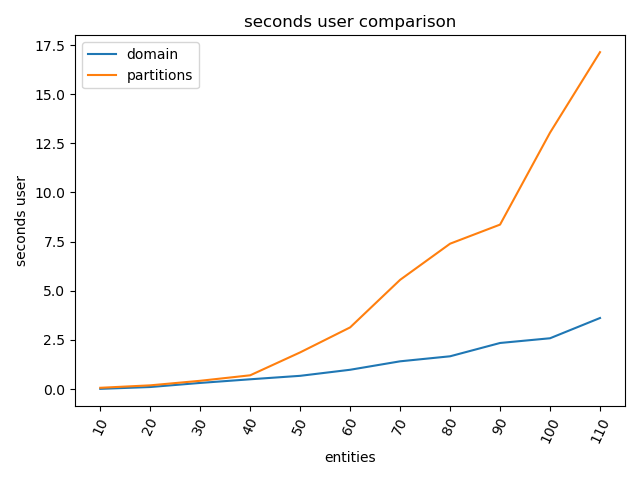 seconds user comparison
domain
partitions
seconds user
17.5
15.0
12.5
10.0
7.5
5.0
2.5
0.0
10 20 30 40 50 60 70 80 90 100 110
entities